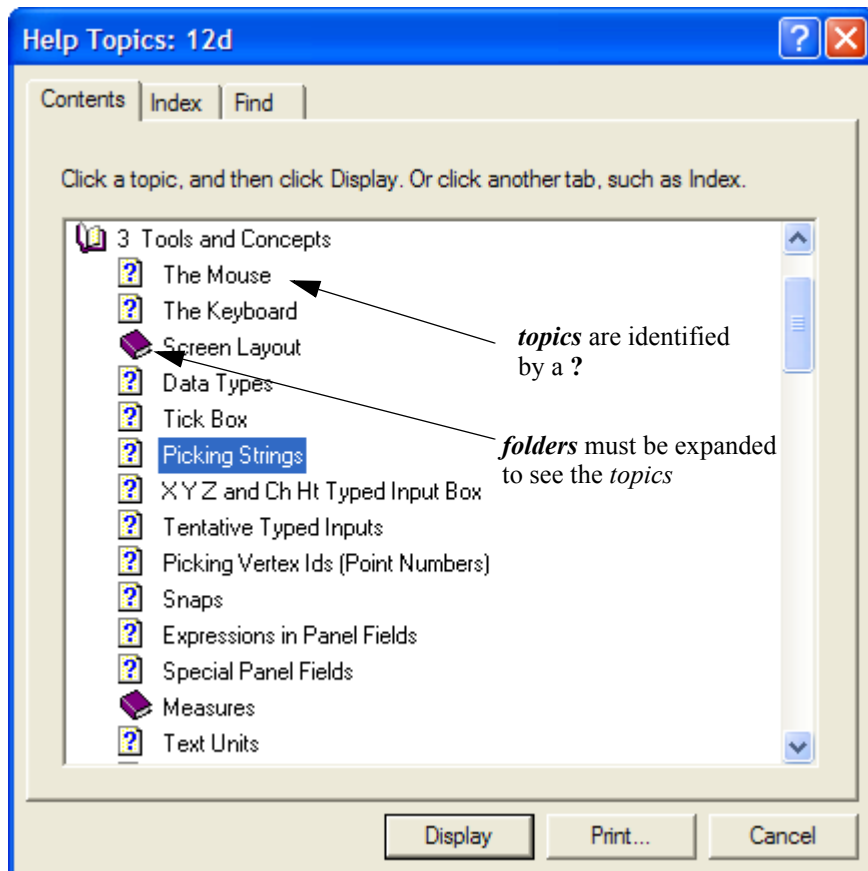 Help Topics: 12d
Contents Index Find
Click a topic, and then click Display. Or click another tab, such as Index.
3 Tools and Concepts
? The Mouse
? The Keyboard
Screen Layout
? Data Types
? Tick Box
? Picking Strings
? X Y Z and Ch Ht Typed Input Box
? Tentative Typed Inputs
? Picking Vertex Ids (Point Numbers)
? Snaps
? Expressions in Panel Fields
? Special Panel Fields
Measures
? Text Units
topics are identified
by a ?
folders must be expanded
to see the topics
Display Print... Cancel